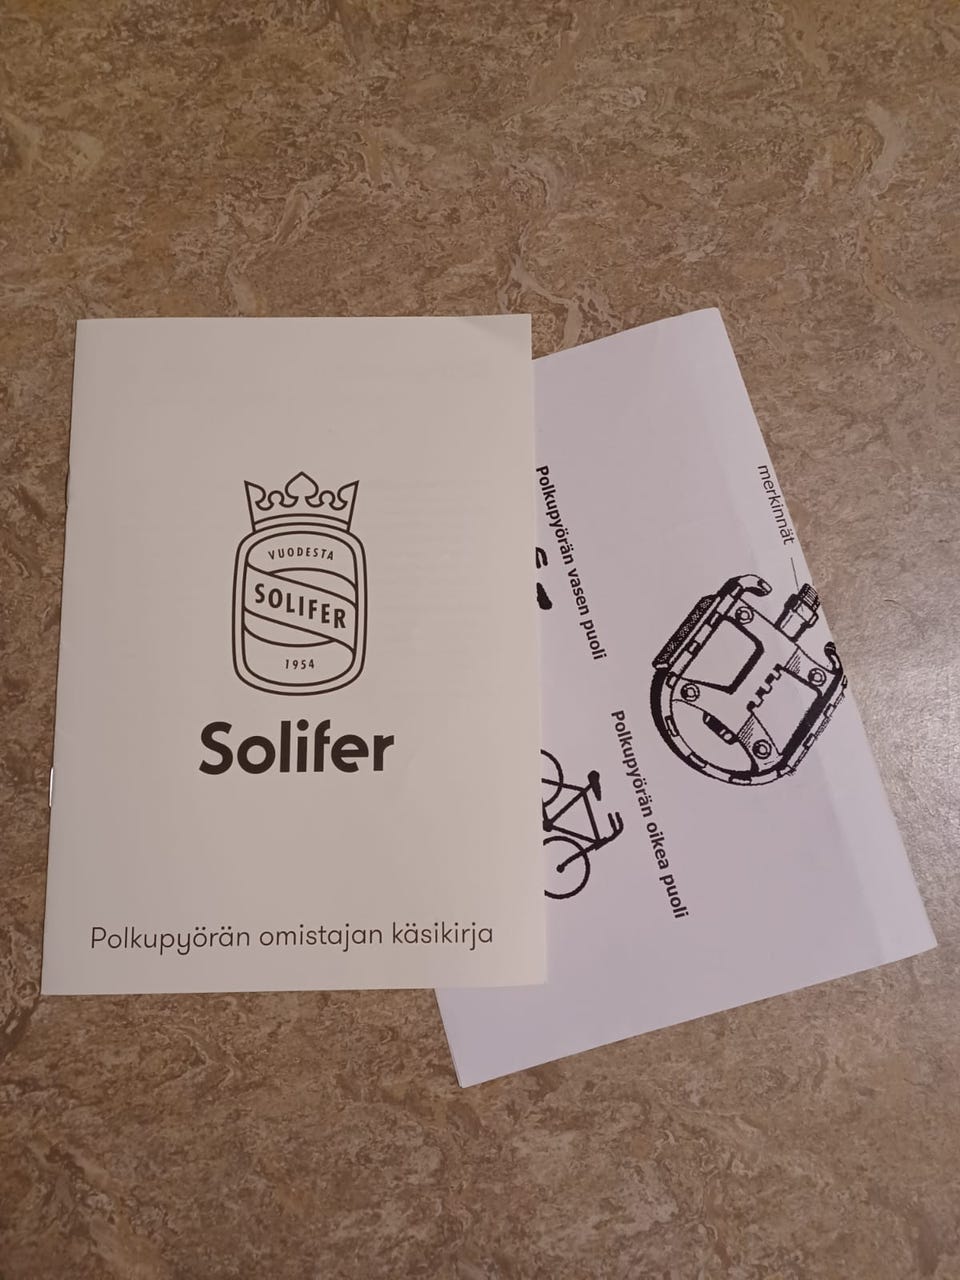 VUODESTA
SOLIFER
1954
Solifer
Polkupyörän omistajan käsikirja
merkinnät
Polkupyörän vasen puoli
Polkupyörän oikea puoli